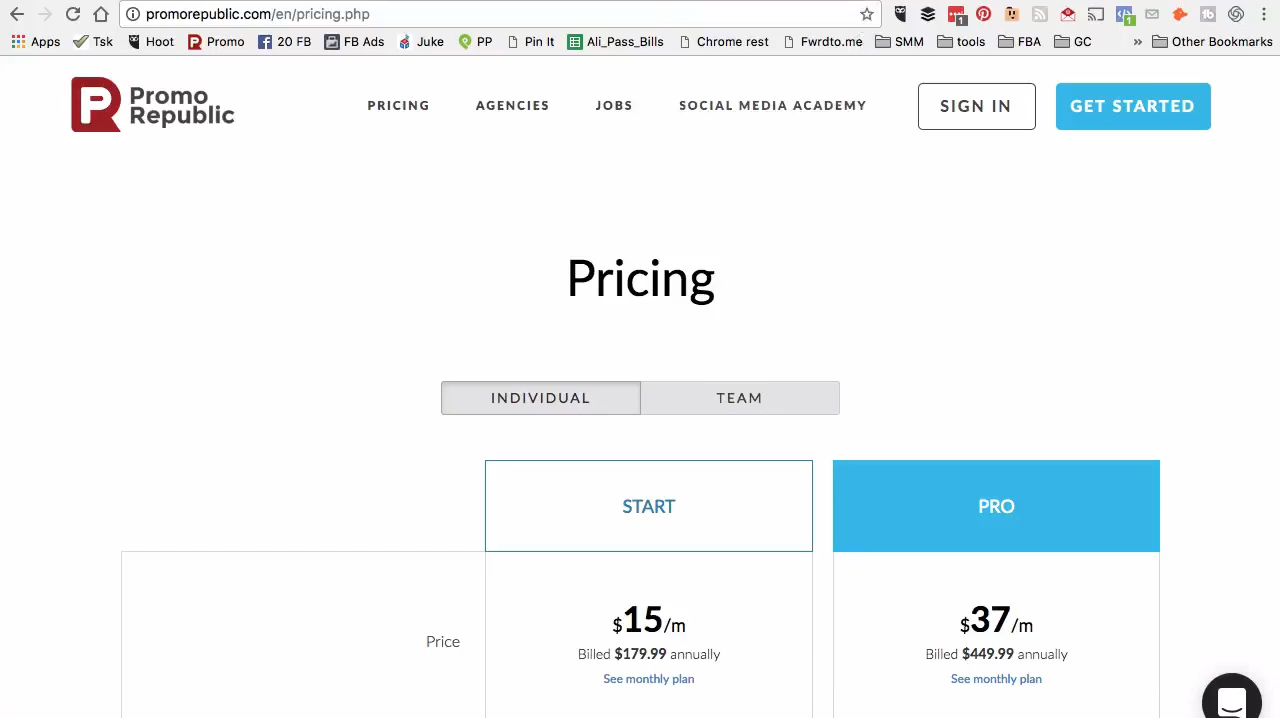 promorepublic.com/en/pricing.php
1
1
Apps Tsk Hoot Promo 20 FB FB Ads Juke PP Pin It Ali_Pass_Bills Chrome rest Fwrdto.me SMM tools FBA GC » Other Bookmarks
Promo
Republic
PRICING AGENCIES JOBS SOCIAL MEDIA ACADEMY SIGN IN GET STARTED
Pricing
INDIVIDUAL TEAM
START PRO
Price
$15/m
Billed $179.99 annually
See monthly plan
$37/m
Billed $449.99 annually
See monthly plan